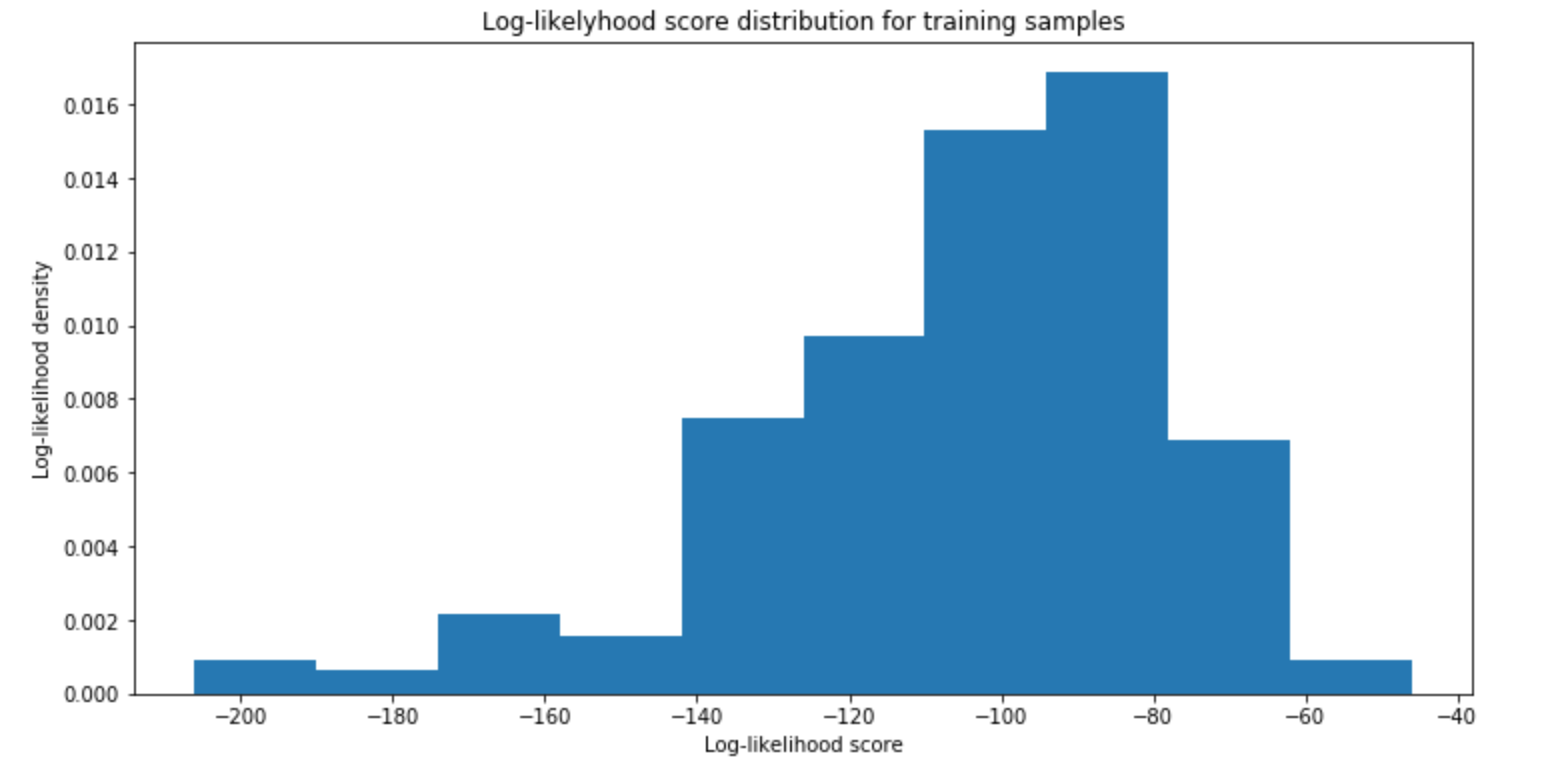 Log-likelyhood score distribution for training samples
0.016
0.014
0.012
0.010
0.008
0.006
0.004
0.002
0.000
Log-likelihood density
−200 −180 −160 −140 −120 −100 −80 −60 −40
Log-likelihood score